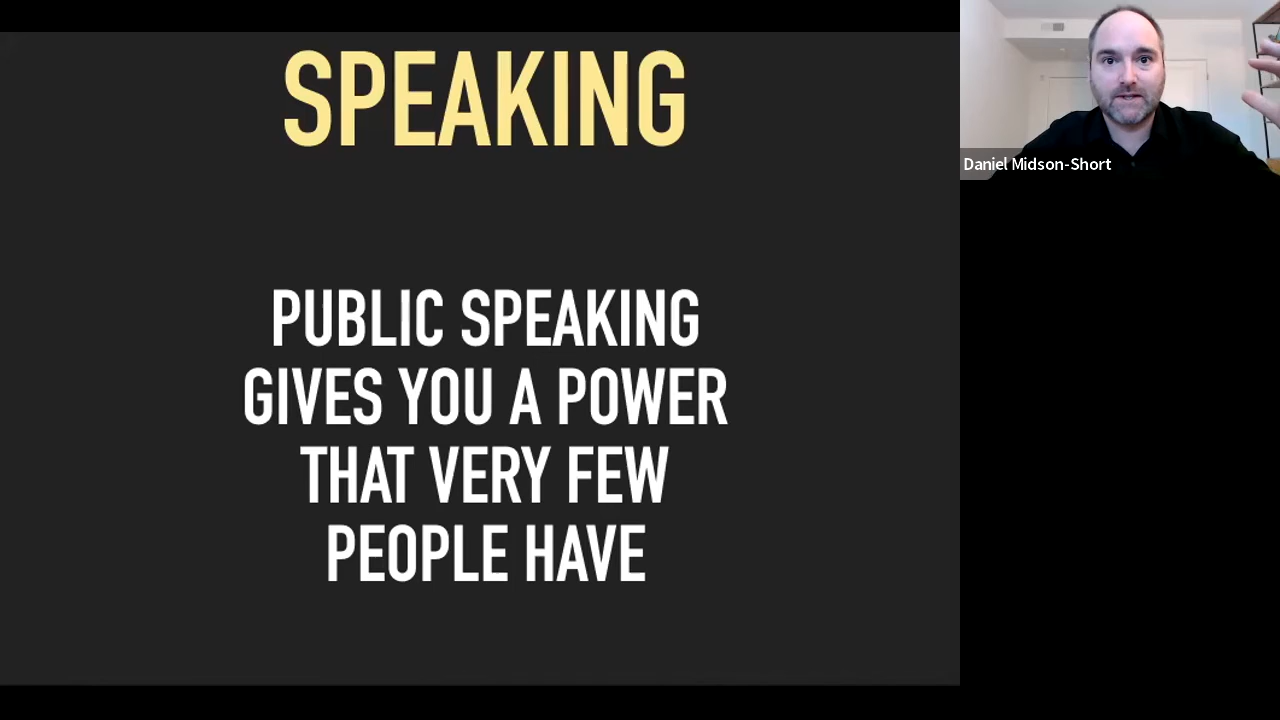 SPEAKING
PUBLIC SPEAKING
GIVES YOU A POWER
THAT VERY FEW
PEOPLE HAVE
Daniel Midson-Short